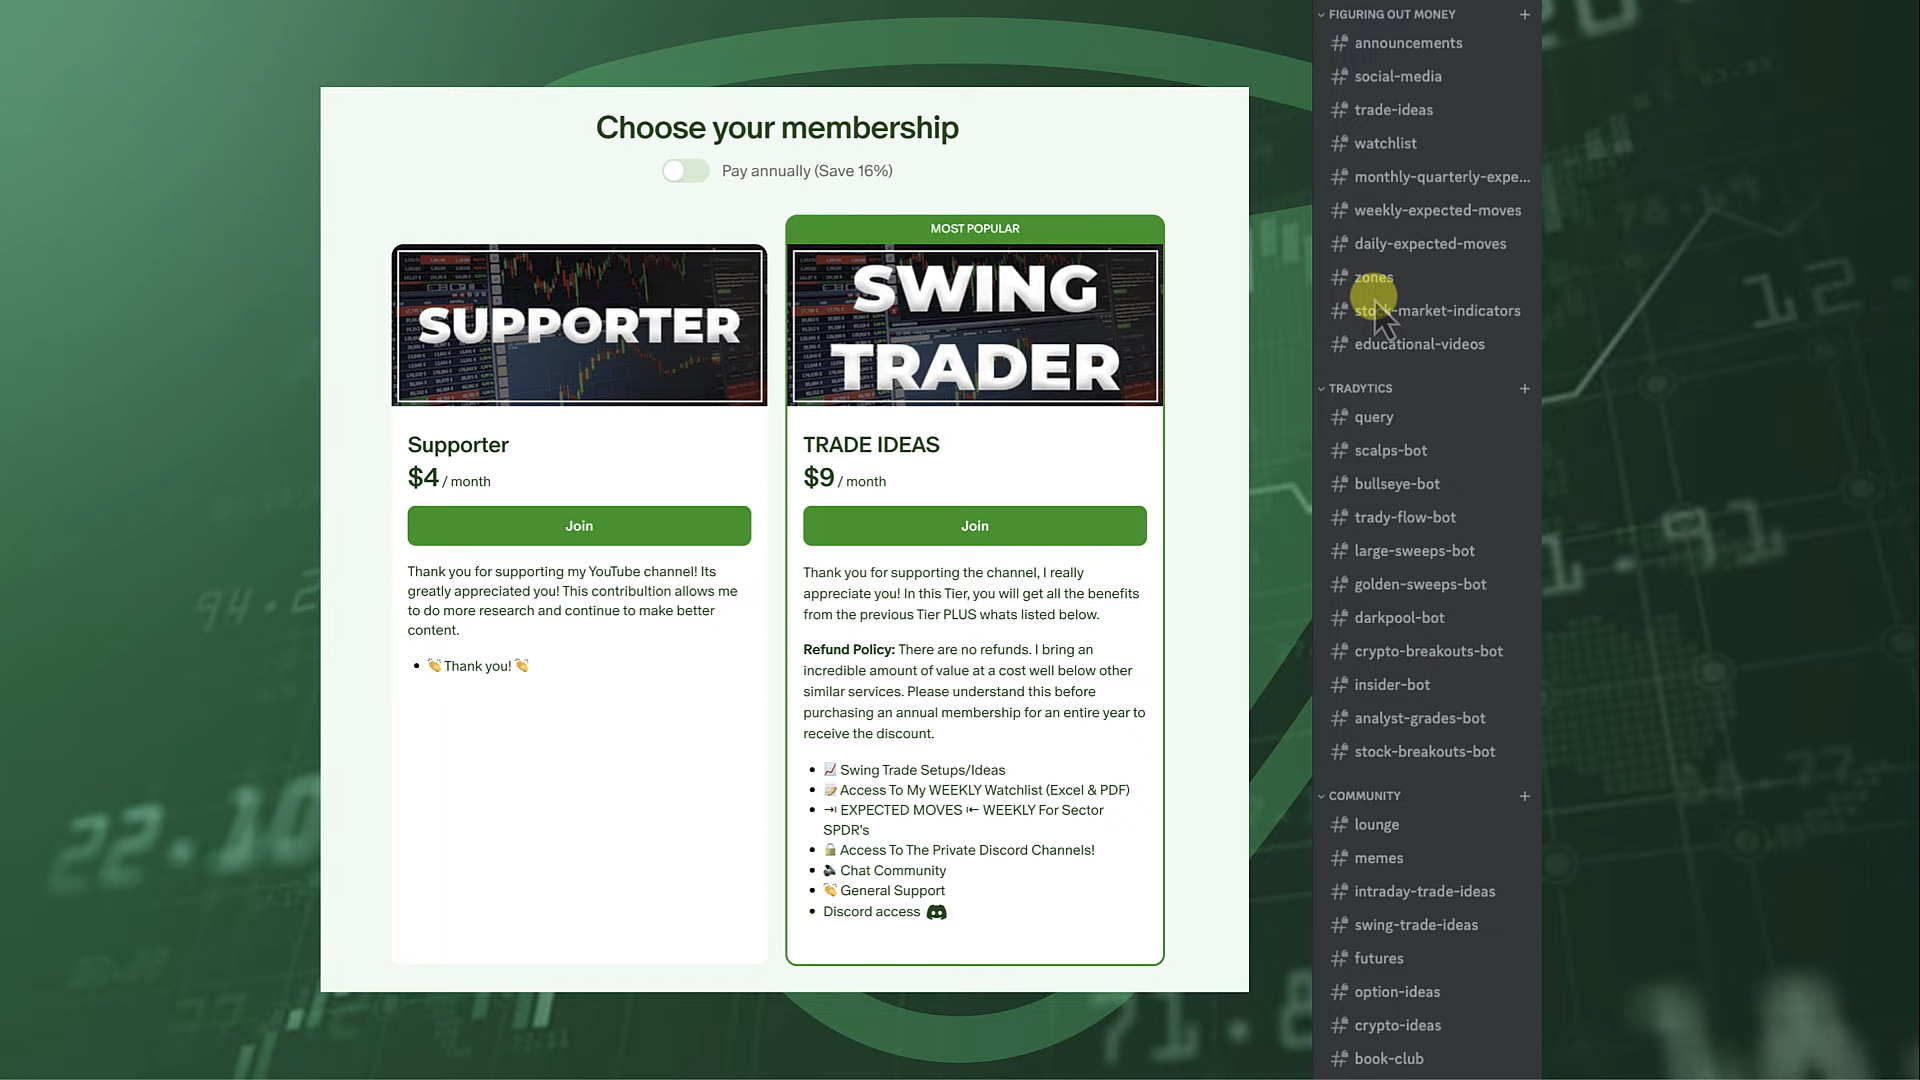 Choose your membership
Pay annually (Save 16%)
SUPPORTER
Supporter
$4 / month
Join
Thank you for supporting my YouTube channel! Its
greatly appreciated you! This contribultion allows me
to do more research and continue to make better
content.
👏 Thank you! 👏
MOST POPULAR
SWING
TRADER
TRADE IDEAS
$9 / month
Join
Thank you for supporting the channel, I really
appreciate you! In this Tier, you will get all the benefits
from the previous Tier PLUS whats listed below.
Refund Policy: There are no refunds. I bring an
incredible amount of value at a cost well below other
similar services. Please understand this before
purchasing an annual membership for an entire year to
receive the discount.
📈 Swing Trade Setups/Ideas
📝 Access To My WEEKLY Watchlist (Excel & PDF)
⇥ EXPECTED MOVES ⇤ WEEKLY For Sector
SPDR's
🔒 Access To The Private Discord Channels!
🗣 Chat Community
👏 General Support
Discord access
FIGURING OUT MONEY
announcements
social-media
trade-ideas
watchlist
monthly-quarterly-expe...
weekly-expected-moves
daily-expected-moves
zones
stock-market-indicators
educational-videos
TRADYTICS
query
scalps-bot
bullseye-bot
trady-flow-bot
large-sweeps-bot
golden-sweeps-bot
darkpool-bot
crypto-breakouts-bot
insider-bot
analyst-grades-bot
stock-breakouts-bot
COMMUNITY
lounge
memes
intraday-trade-ideas
swing-trade-ideas
futures
option-ideas
crypto-ideas
book-club
22.10